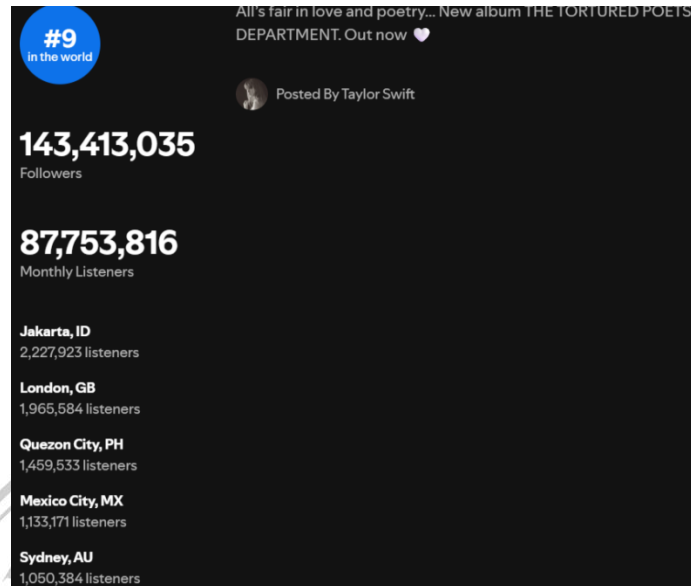 #9
in the world
All's fair in love and poetry... New album THE TORTURED POETS
DEPARTMENT. Out now 🤍
Posted By Taylor Swift
143,413,035
Followers
87,753,816
Monthly Listeners
Jakarta, ID
2,227,923 listeners
London, GB
1,965,584 listeners
Quezon City, PH
1,459,533 listeners
Mexico City, MX
1,133,171 listeners
Sydney, AU
1,050,384 listeners